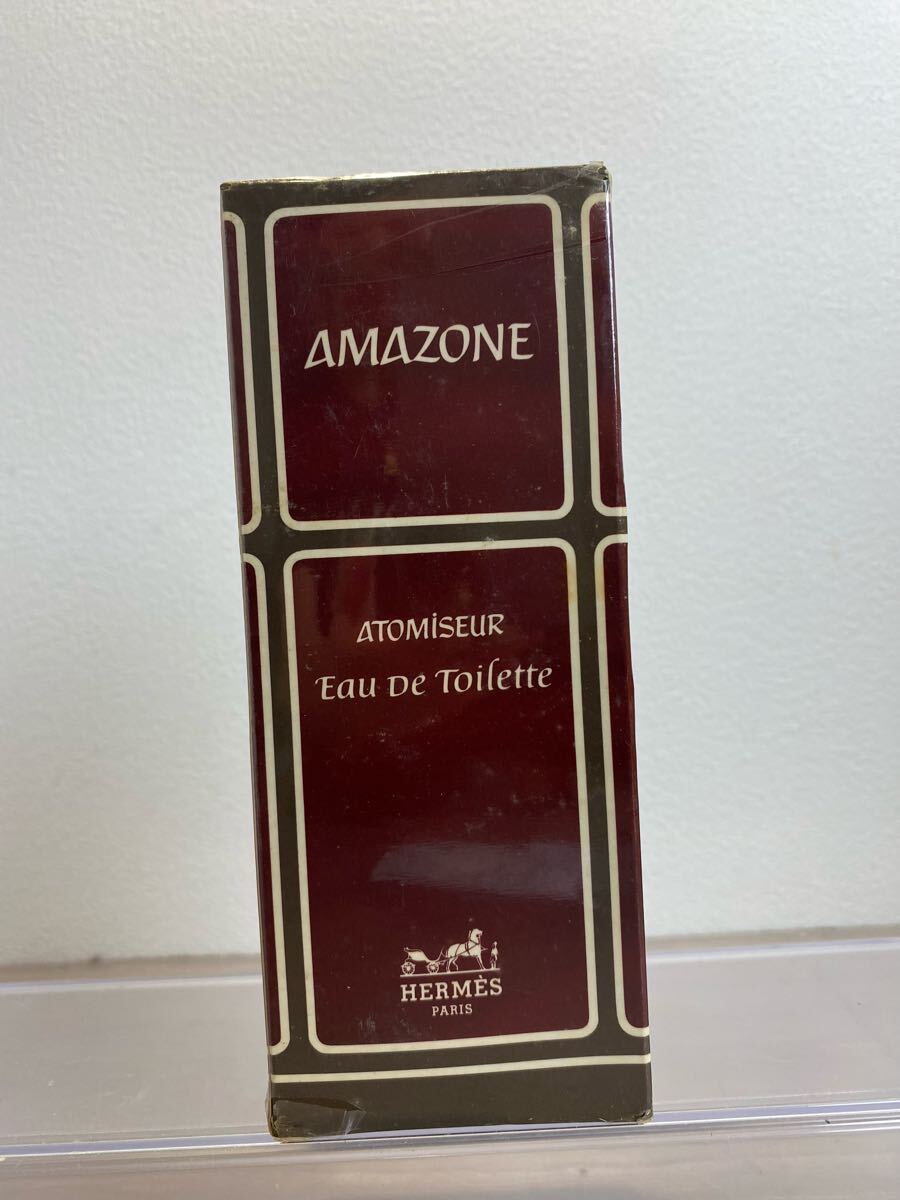 AMAZONE
ATOMiSEUR
Eau De Toilette
HERMÈS
PARIS